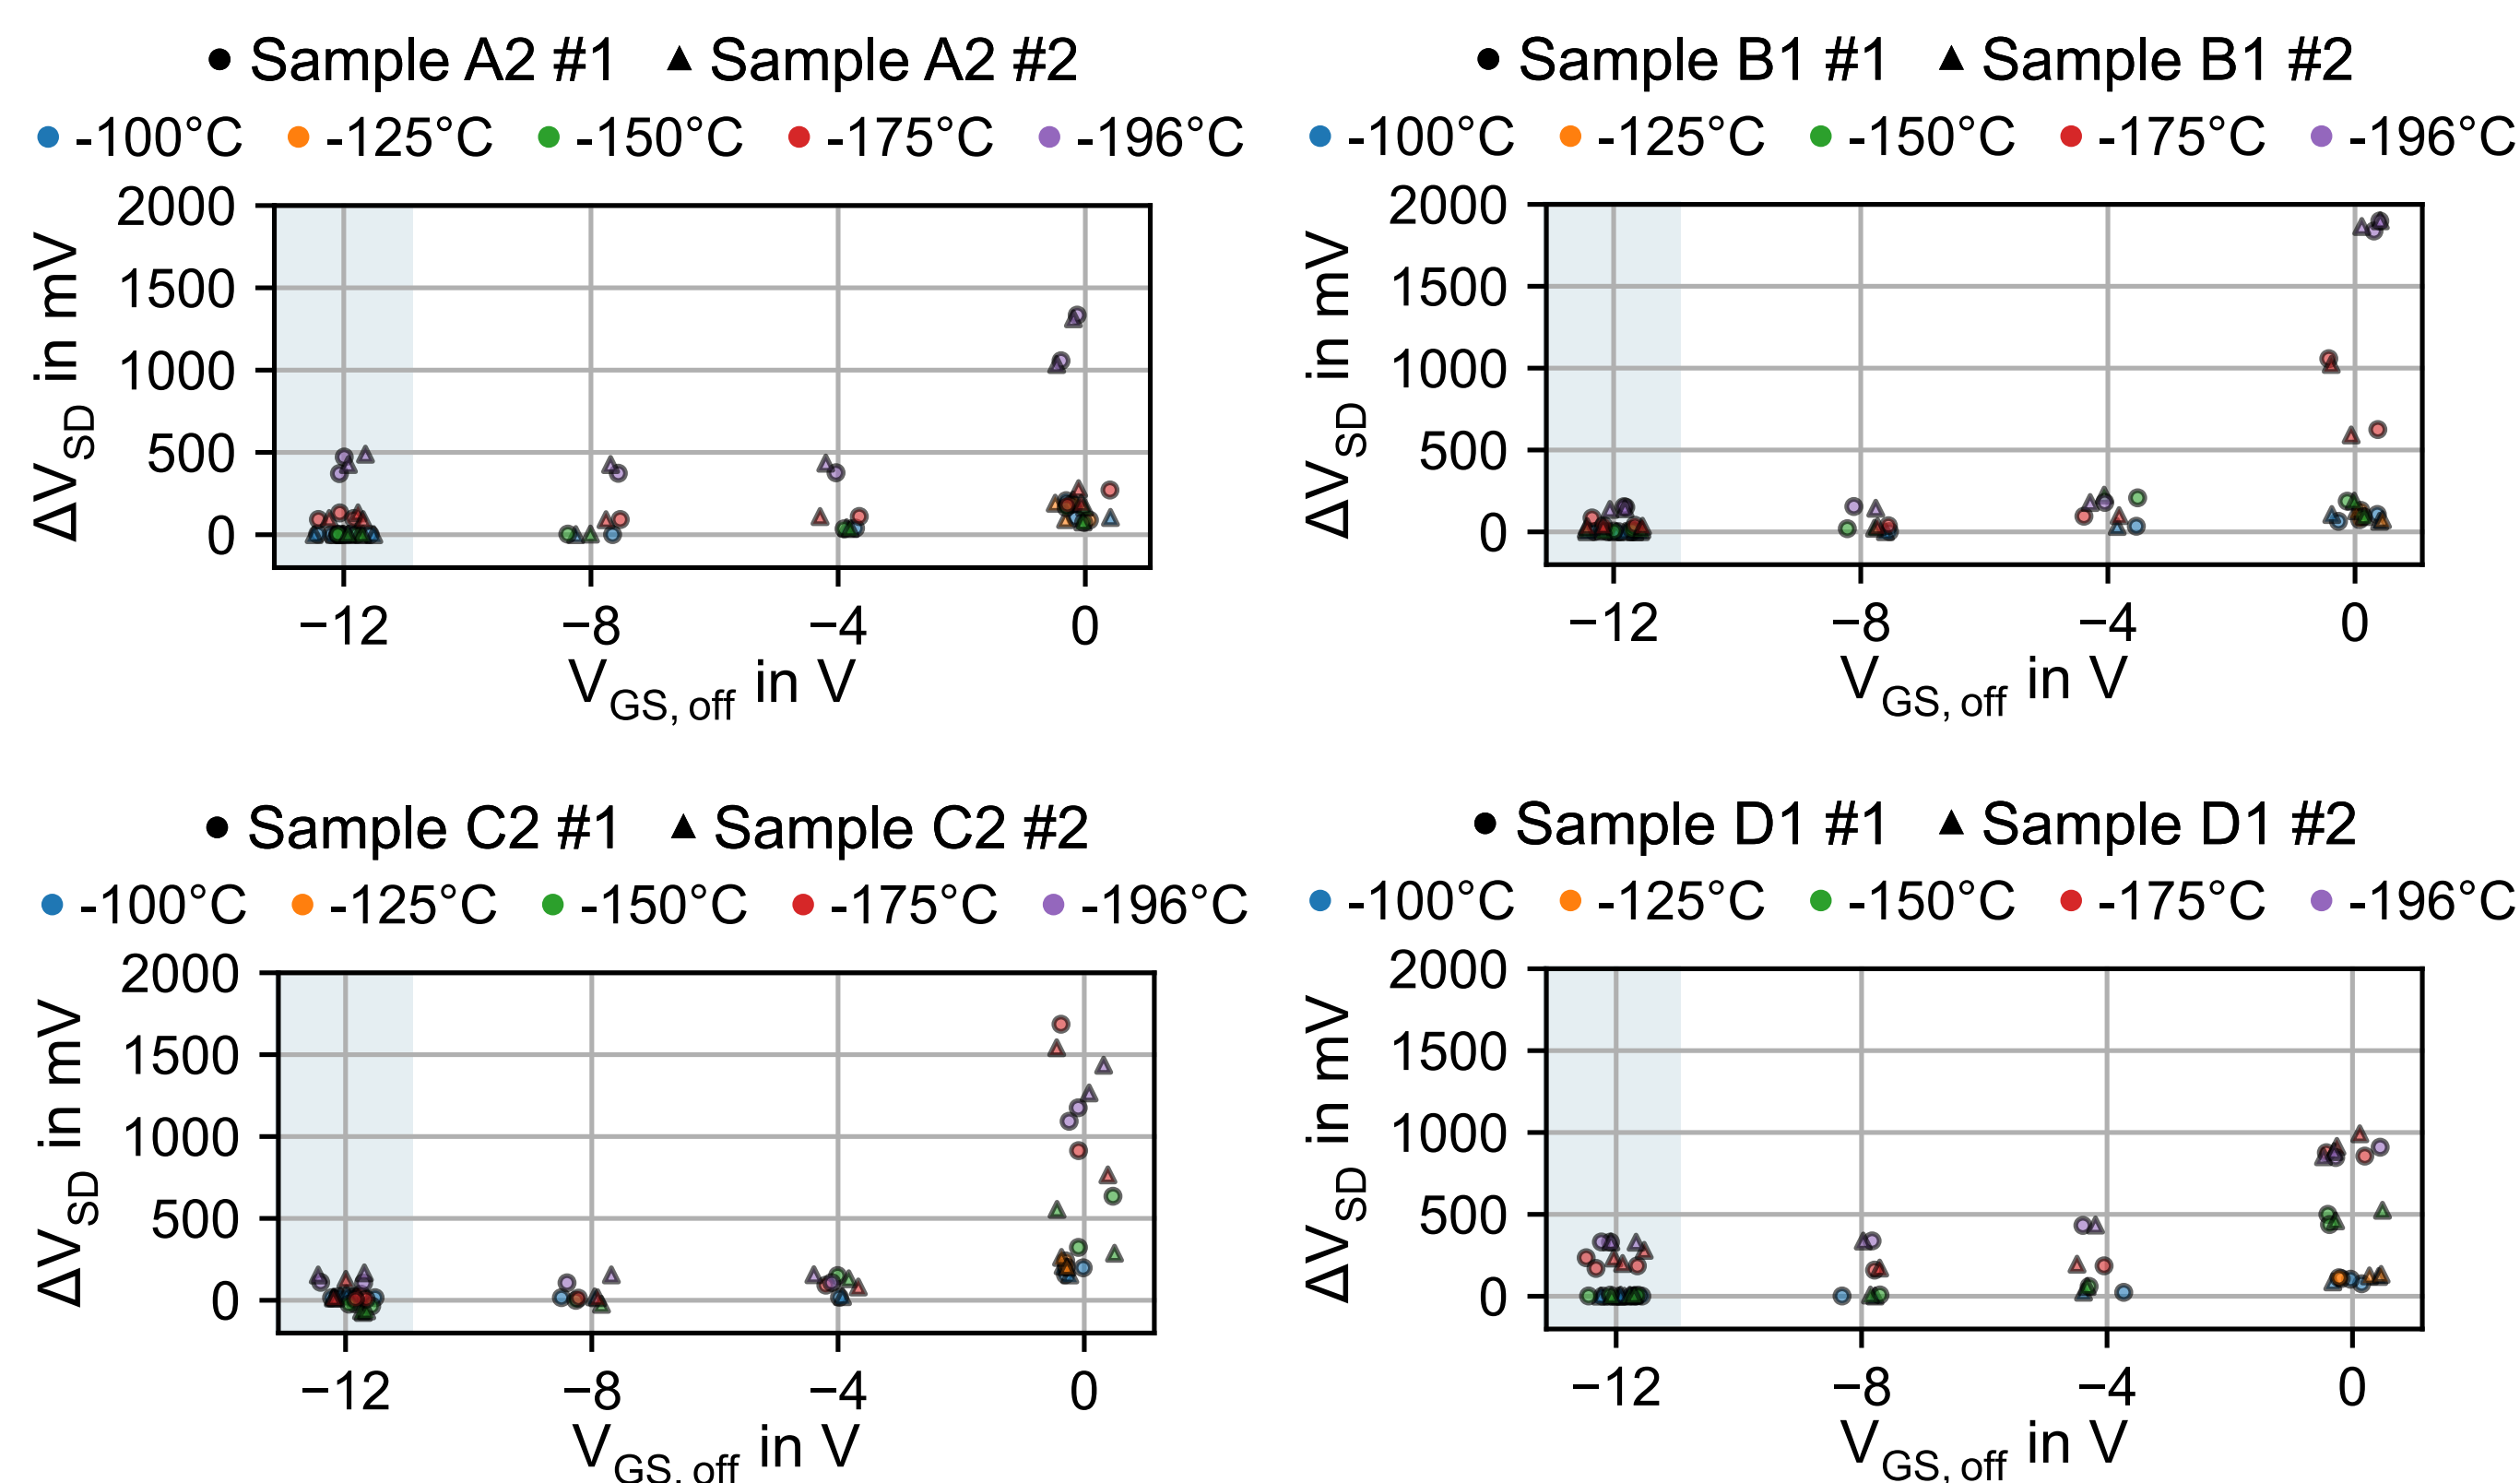 Sample A2 #1 Sample A2 #2
-100°C -125°C -150°C -175°C -196°C
2000
1500
1000
500
0
ΔV_SD in mV
−12 −8 −4 0
V_GS, off in V
Sample B1 #1 Sample B1 #2
-100°C -125°C -150°C -175°C -196°C
2000
1500
1000
500
0
ΔV_SD in mV
−12 −8 −4 0
V_GS, off in V
Sample C2 #1 Sample C2 #2
-100°C -125°C -150°C -175°C -196°C
2000
1500
1000
500
0
ΔV_SD in mV
−12 −8 −4 0
V_GS, off in V
Sample D1 #1 Sample D1 #2
-100°C -125°C -150°C -175°C -196°C
2000
1500
1000
500
0
ΔV_SD in mV
−12 −8 −4 0
V_GS, off in V